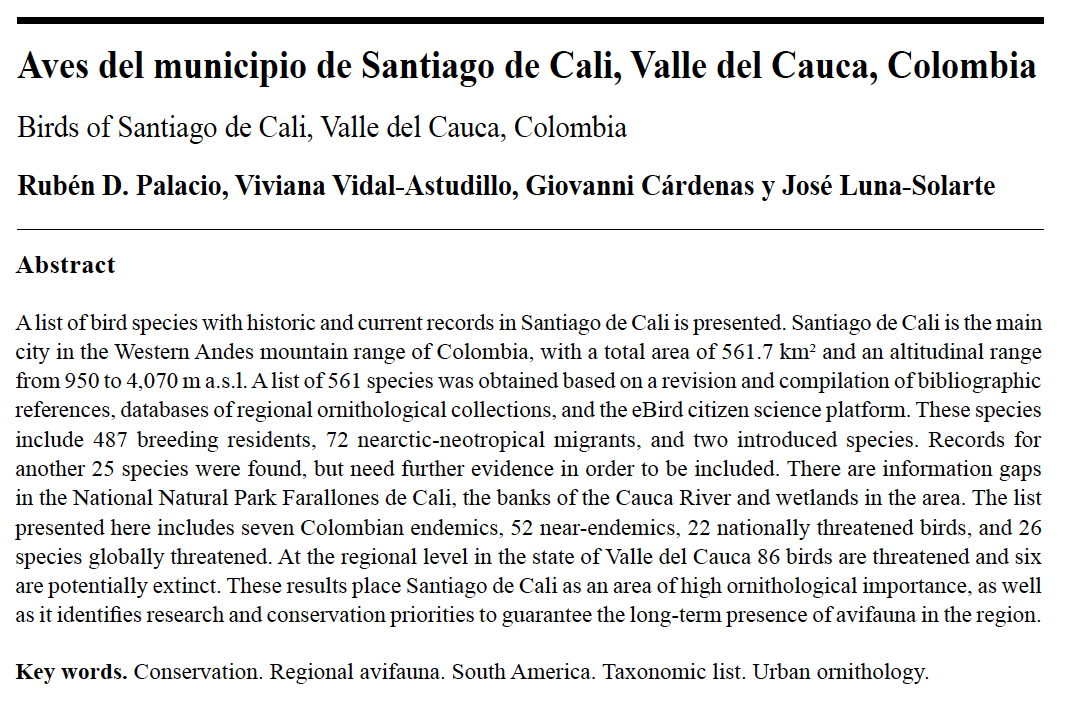 Aves del municipio de Santiago de Cali, Valle del Cauca, Colombia
Birds of Santiago de Cali, Valle del Cauca, Colombia
Rubén D. Palacio, Viviana Vidal-Astudillo, Giovanni Cárdenas y José Luna-Solarte
Abstract
A list of bird species with historic and current records in Santiago de Cali is presented. Santiago de Cali is the main
city in the Western Andes mountain range of Colombia, with a total area of 561.7 km² and an altitudinal range
from 950 to 4,070 m a.s.l. A list of 561 species was obtained based on a revision and compilation of bibliographic
references, databases of regional ornithological collections, and the eBird citizen science platform. These species
include 487 breeding residents, 72 nearctic-neotropical migrants, and two introduced species. Records for
another 25 species were found, but need further evidence in order to be included. There are information gaps
in the National Natural Park Farallones de Cali, the banks of the Cauca River and wetlands in the area. The list
presented here includes seven Colombian endemics, 52 near-endemics, 22 nationally threatened birds, and 26
species globally threatened. At the regional level in the state of Valle del Cauca 86 birds are threatened and six
are potentially extinct. These results place Santiago de Cali as an area of high ornithological importance, as well
as it identifies research and conservation priorities to guarantee the long-term presence of avifauna in the region.
Key words. Conservation. Regional avifauna. South America. Taxonomic list. Urban ornithology.